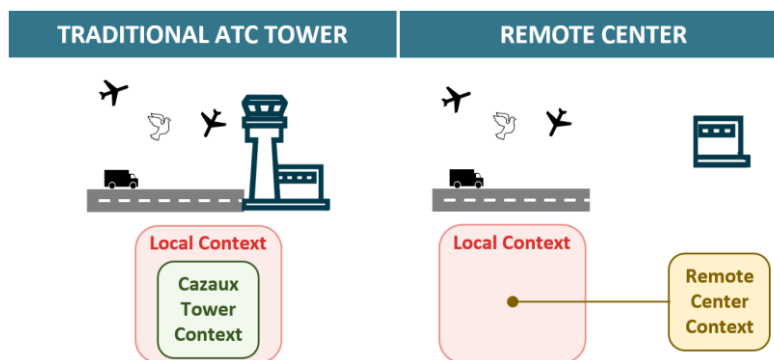 TRADITIONAL ATC TOWER
REMOTE CENTER
Local Context
Cazaux
Tower
Context
Local Context
Remote
Center
Context